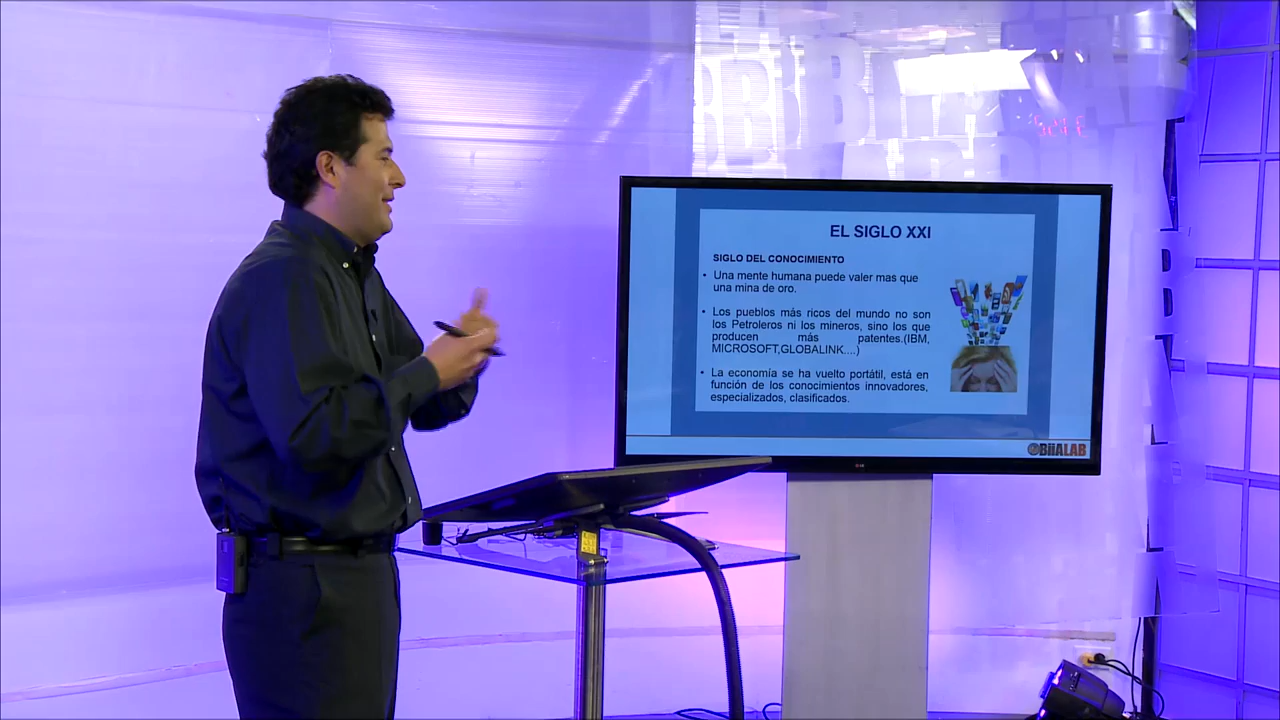 EL SIGLO XXI
SIGLO DEL CONOCIMIENTO
• Una mente humana puede valer mas que
una mina de oro.
• Los pueblos más ricos del mundo no son
los Petroleros ni los mineros, sino los que
producen más patentes.(IBM,
MICROSOFT,GLOBALINK....)
• La economía se ha vuelto portátil, está en
función de los conocimientos innovadores,
especializados, clasificados.
@BiiALAB
LG